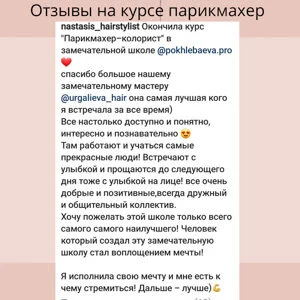 Отзывы на курсе парикмахер
nastasis_hairstylist Окончила курс
"Парикмахер–колорист" в
замечательной школе @pokhlebaeva.pro
❤️
спасибо большое нашему
замечательному мастеру
@urgalieva_hair она самая лучшая кого
я встречала за все время)
Все настолько доступно и понятно,
интересно и познавательно 😍
Там работают и учаться самые
прекрасные люди! Встречают с
улыбкой и прощаются до следующего
дня тоже с улыбкой на лице! все очень
добрые и позитивные,всегда дружный
и общительный коллектив.
Хочу пожелать этой школе только всего
самого самого наилучшего! Человек
который создал эту замечательную
школу стал воплощением мечты!
Я исполнила свою мечту и мне есть к
чему стремиться! Дальше – лучше)💪